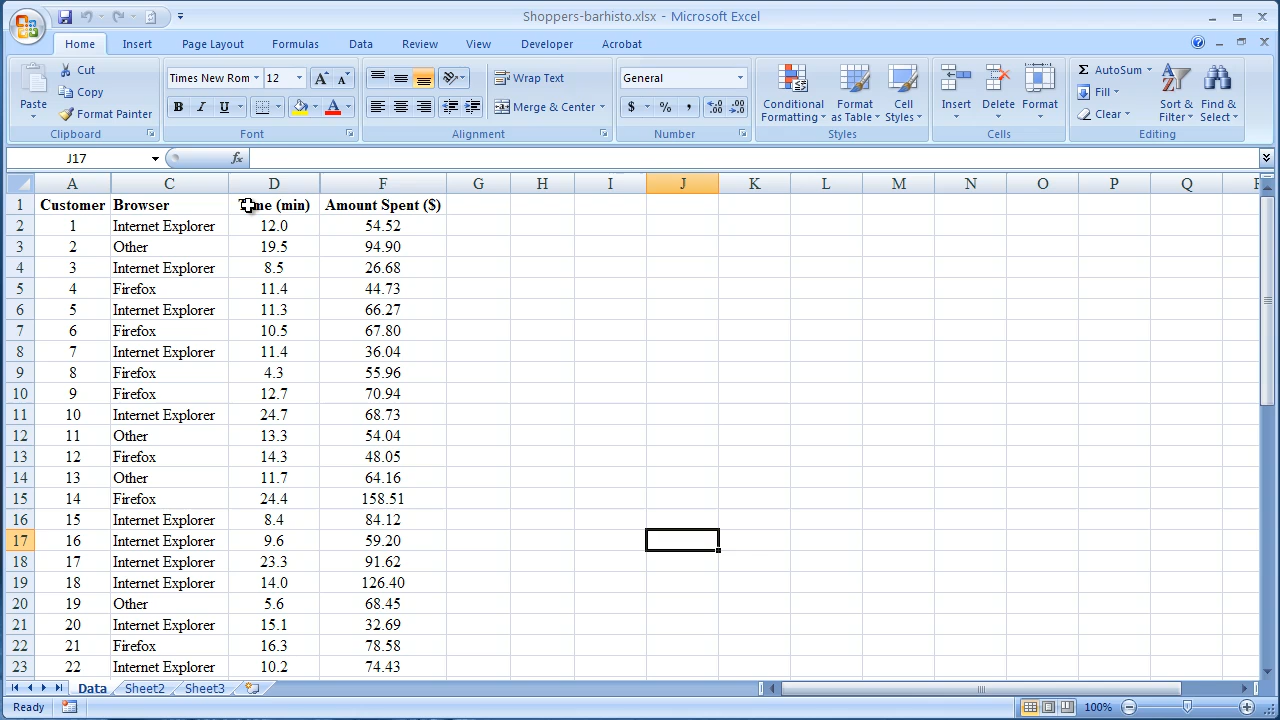 Shoppers-barhisto.xlsx - Microsoft Excel
Home Insert Page Layout Formulas Data Review View Developer Acrobat
Paste
Cut
Copy
Format Painter
Clipboard
Times New Rom 12
B I U
Font
Wrap Text
Merge & Center
Alignment
General
$ % ,
Number
Conditional Formatting
Format as Table
Cell Styles
Styles
Insert Delete Format
Cells
Σ AutoSum
Fill
Clear
Sort & Filter
Find & Select
Editing
J17 fx
A C D F G H I J K L M N O P Q
1 Customer Browser (min) Amount Spent ($)
2 1 Internet Explorer 12.0 54.52
3 2 Other 19.5 94.90
4 3 Internet Explorer 8.5 26.68
5 4 Firefox 11.4 44.73
6 5 Internet Explorer 11.3 66.27
7 6 Firefox 10.5 67.80
8 7 Internet Explorer 11.4 36.04
9 8 Firefox 4.3 55.96
10 9 Firefox 12.7 70.94
11 10 Internet Explorer 24.7 68.73
12 11 Other 13.3 54.04
13 12 Firefox 14.3 48.05
14 13 Other 11.7 64.16
15 14 Firefox 24.4 158.51
16 15 Internet Explorer 8.4 84.12
17 16 Internet Explorer 9.6 59.20
18 17 Internet Explorer 23.3 91.62
19 18 Internet Explorer 14.0 126.40
20 19 Other 5.6 68.45
21 20 Internet Explorer 15.1 32.69
22 21 Firefox 16.3 78.58
23 22 Internet Explorer 10.2 74.43
Data Sheet2 Sheet3
Ready 100%